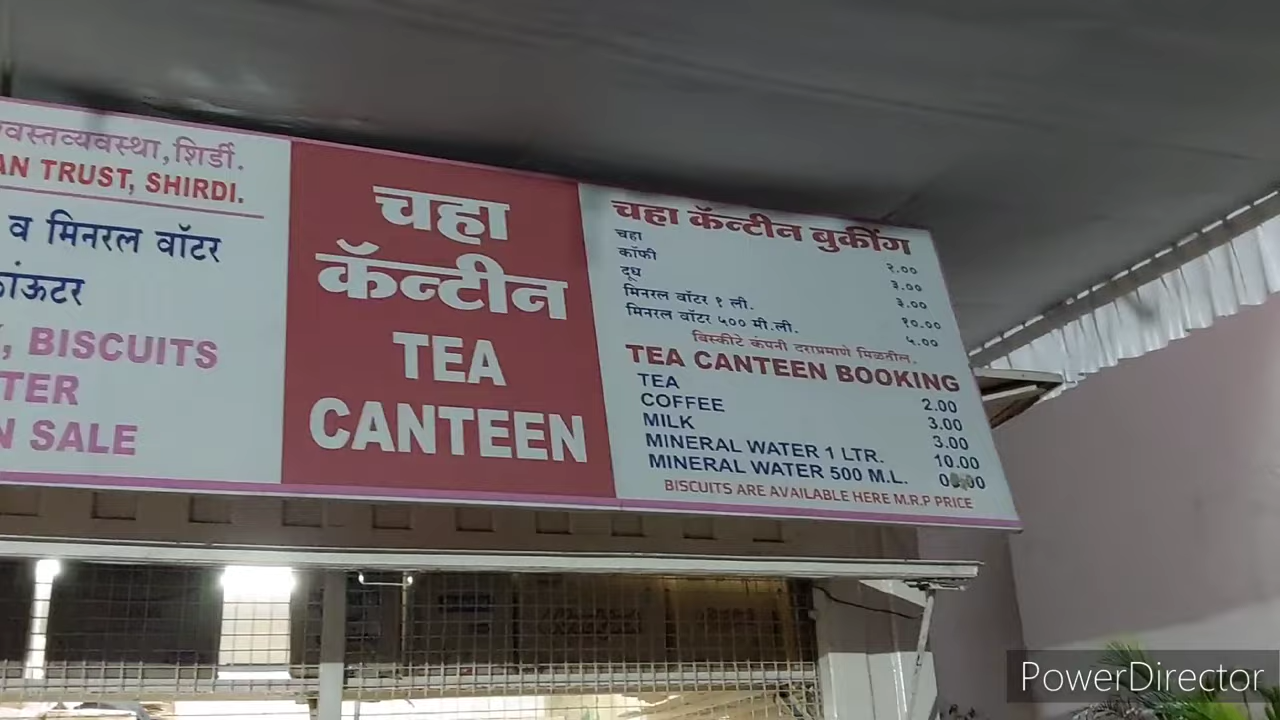 वस्तव्यवस्था, शिर्डी.
AN TRUST, SHIRDI.
व मिनरल वॉटर
कांऊटर
, BISCUITS
TER
N SALE
चहा
कॅन्टीन
TEA
CANTEEN
चहा कॅन्टीन बुकींग
चहा २.००
कॉफी ३.००
दूध ३.००
मिनरल वॉटर १ ली. १०.००
मिनरल वॉटर ५०० मी.ली. ५.००
बिस्कीटे कंपनी दराप्रमाणे मिळतील.
TEA CANTEEN BOOKING
TEA 2.00
COFFEE 3.00
MILK 3.00
MINERAL WATER 1 LTR. 10.00
MINERAL WATER 500 M.L.
BISCUITS ARE AVAILABLE HERE M.R.P PRICE
PowerDirector